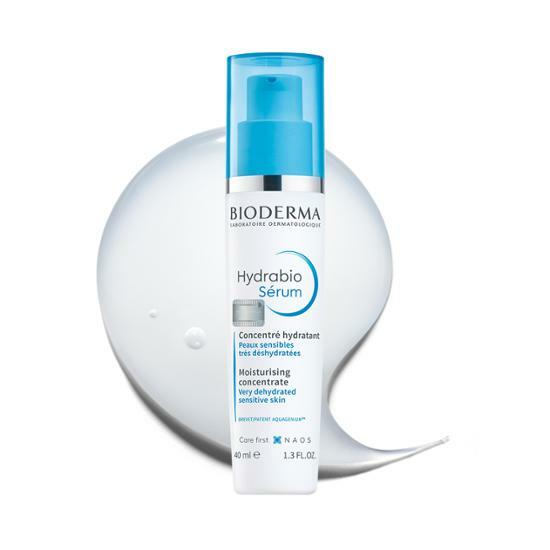 BIODERMA
LABORATOIRE DERMATOLOGIQUE
Hydrabio
Sérum
Concentré hydratant
Peaux sensibles
très déshydratées
Moisturising
concentrate
Very dehydrated
sensitive skin
BREVET/PATENT AQUAGENIUM™
Care first. NAOS
40 ml ℮ 1.3 FL.OZ.